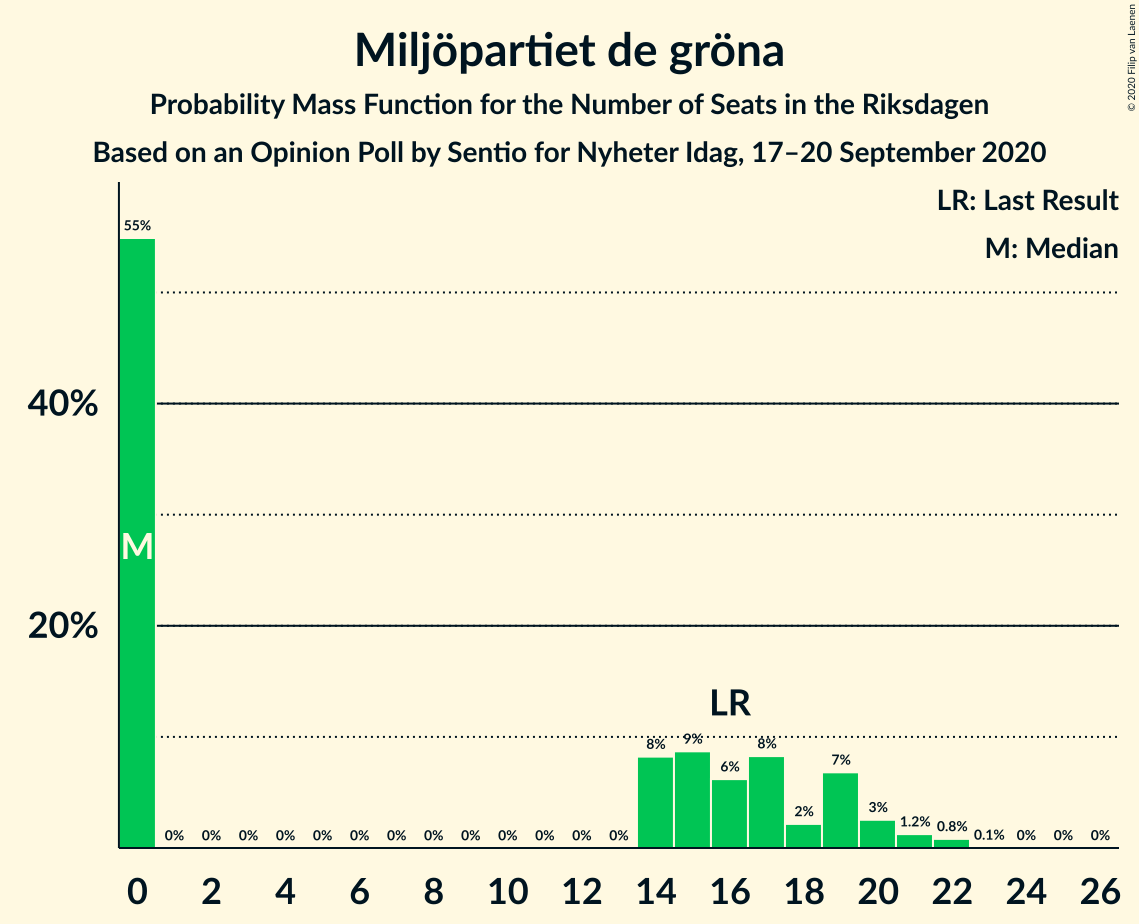 Miljöpartiet de gröna
Probability Mass Function for the Number of Seats in the Riksdagen
Based on an Opinion Poll by Sentio for Nyheter Idag, 17–20 September 2020
© 2020 Filip van Laenen
LR: Last Result
M: Median
55%
40%
M
20%
LR
0% 0% 0% 0% 0% 0% 0% 0% 0% 0% 0% 0% 0% 8% 9% 6% 8% 2% 7% 3% 1.2% 0.8% 0.1% 0% 0% 0%
0 2 4 6 8 10 12 14 16 18 20 22 24 26